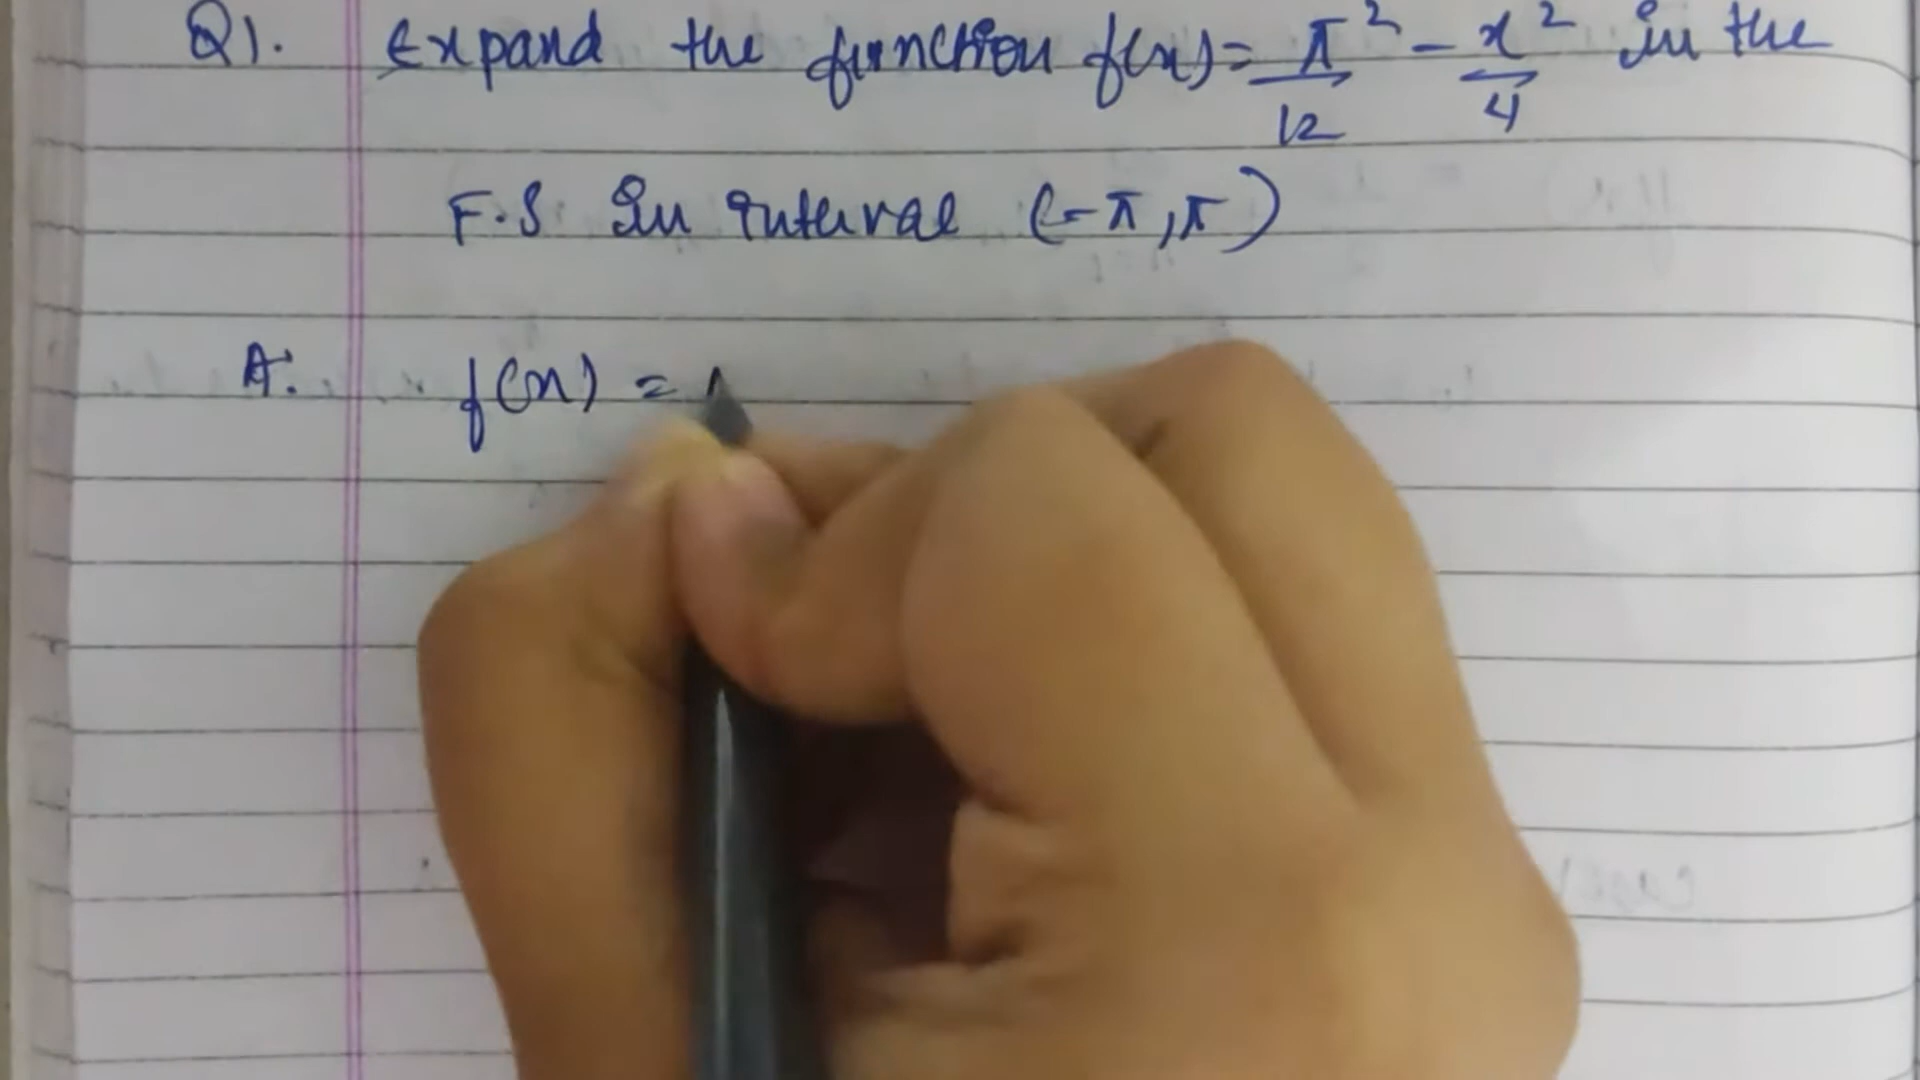 Q1. Expand the function f(x) = π²/12 - x²/4 in the
F.S. in interval (-π, π)
A. f(x) =